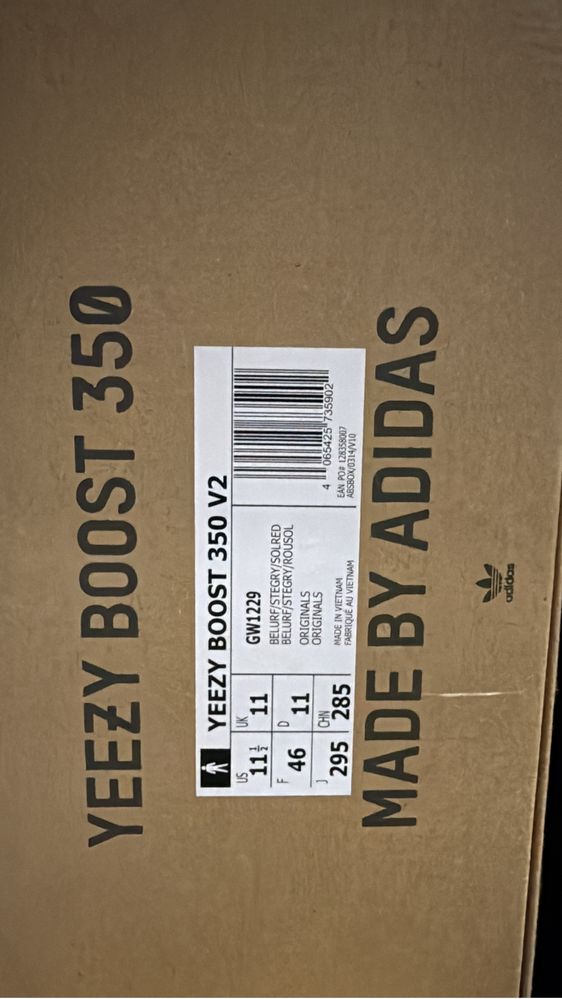 YEEZY BOOST 350
YEEZY BOOST 350 V2
US
11½
UK
11
F
46
D
11
J
295
CHN
285
GW1229
BELURF/STEGRY/SOLRED
BELURF/STEGRY/ROUSOL
ORIGINALS
ORIGINALS
MADE IN VIETNAM
FABRIQUÉ AU VIETNAM
4 065425 735902
EAN PO# 128358007
ABSBOX/0314/V10
MADE BY ADIDAS
adidas